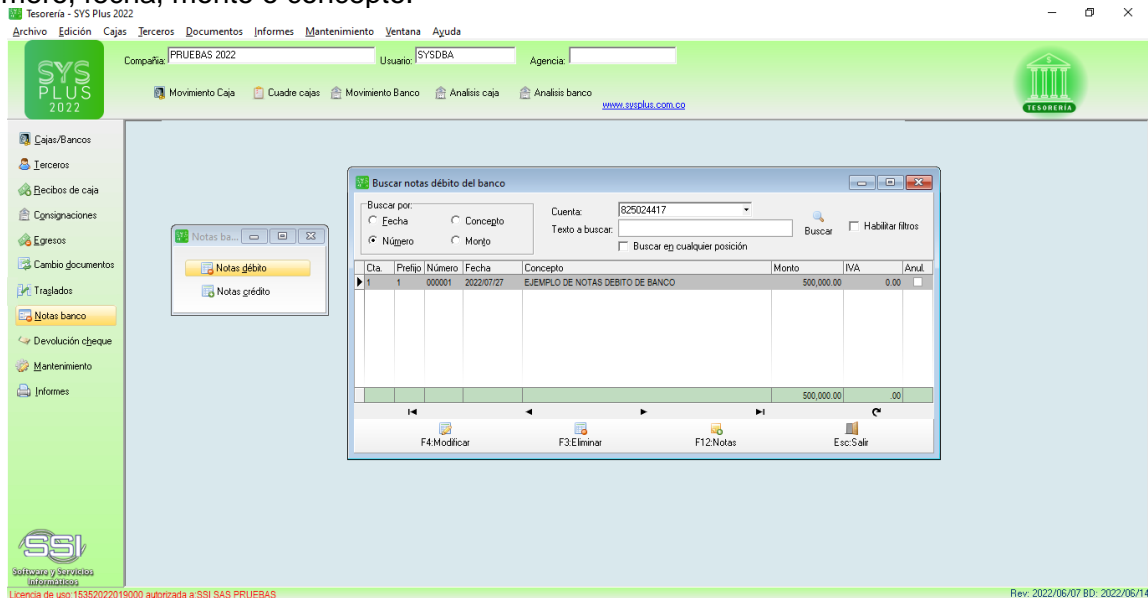 mero, fecha, monto o concepto.
Tesorería - SYS Plus 2022
Archivo Edición Cajas Terceros Documentos Informes Mantenimiento Ventana Ayuda
SYS
PLUS
2022
Compañia: PRUEBAS 2022 Usuario: SYSDBA Agencia:
Movimiento Caja Cuadre cajas Movimiento Banco Analisis caja Analisis banco
www.sysplus.com.co
TESORERIA
Cajas/Bancos
Terceros
Recibos de caja
Consignaciones
Egresos
Cambio documentos
Traslados
Notas banco
Devolución cheque
Mantenimiento
Informes
Notas ba...
Notas débito
Notas crédito
Buscar notas débito del banco
Buscar por:
Fecha Concepto
Número Monto
Cuenta: 825024417
Texto a buscar:
Buscar en cualquier posición
Buscar
Habilitar filtros
Cta. Prefijo Número Fecha Concepto Monto IVA Anul.
1 1 000001 2022/07/27 EJEMPLO DE NOTAS DEBITO DE BANCO 500,000.00 0.00
500,000.00 .00
F4:Modificar F3:Eliminar F12:Notas Esc:Salir
SSI
Software y Servicios
Informáticos
Licencia de uso:15352022019000 autorizada a:SSI SAS PRUEBAS Rev: 2022/06/07 BD: 2022/06/14